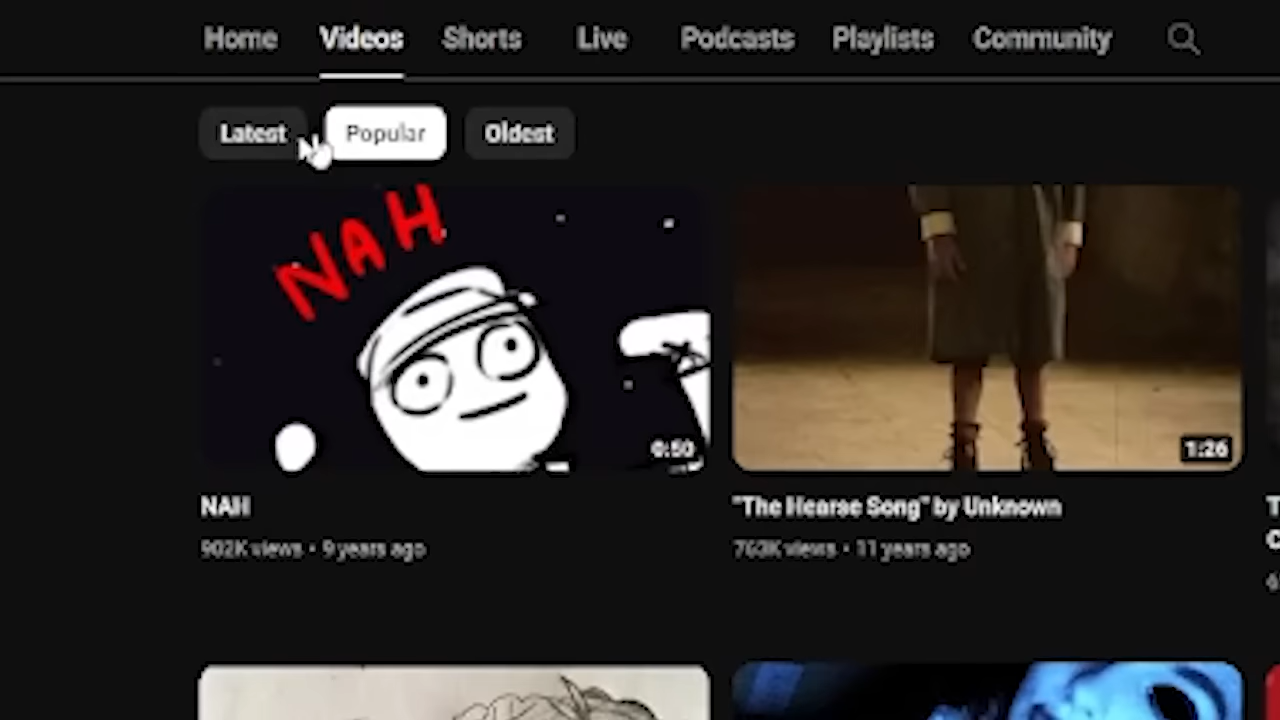 Home Videos Shorts Live Podcasts Playlists Community
Latest Popular Oldest
NAH
0:50
1:26
NAH
"The Hearse Song" by Unknown
902K views • 9 years ago
763K views • 11 years ago